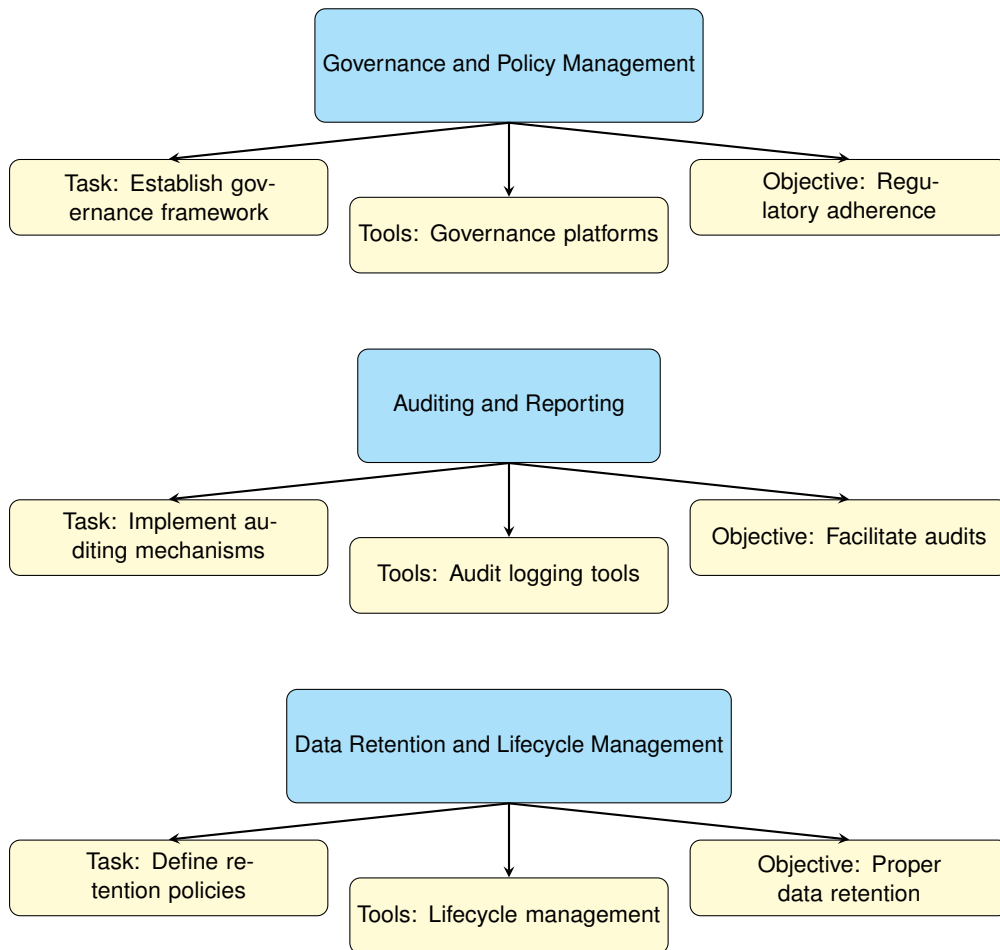 Governance and Policy Management
Task: Establish gov-
ernance framework
Tools: Governance platforms
Objective: Regu-
latory adherence
Auditing and Reporting
Task: Implement au-
diting mechanisms
Tools: Audit logging tools
Objective: Facilitate audits
Data Retention and Lifecycle Management
Task: Define re-
tention policies
Tools: Lifecycle management
Objective: Proper
data retention